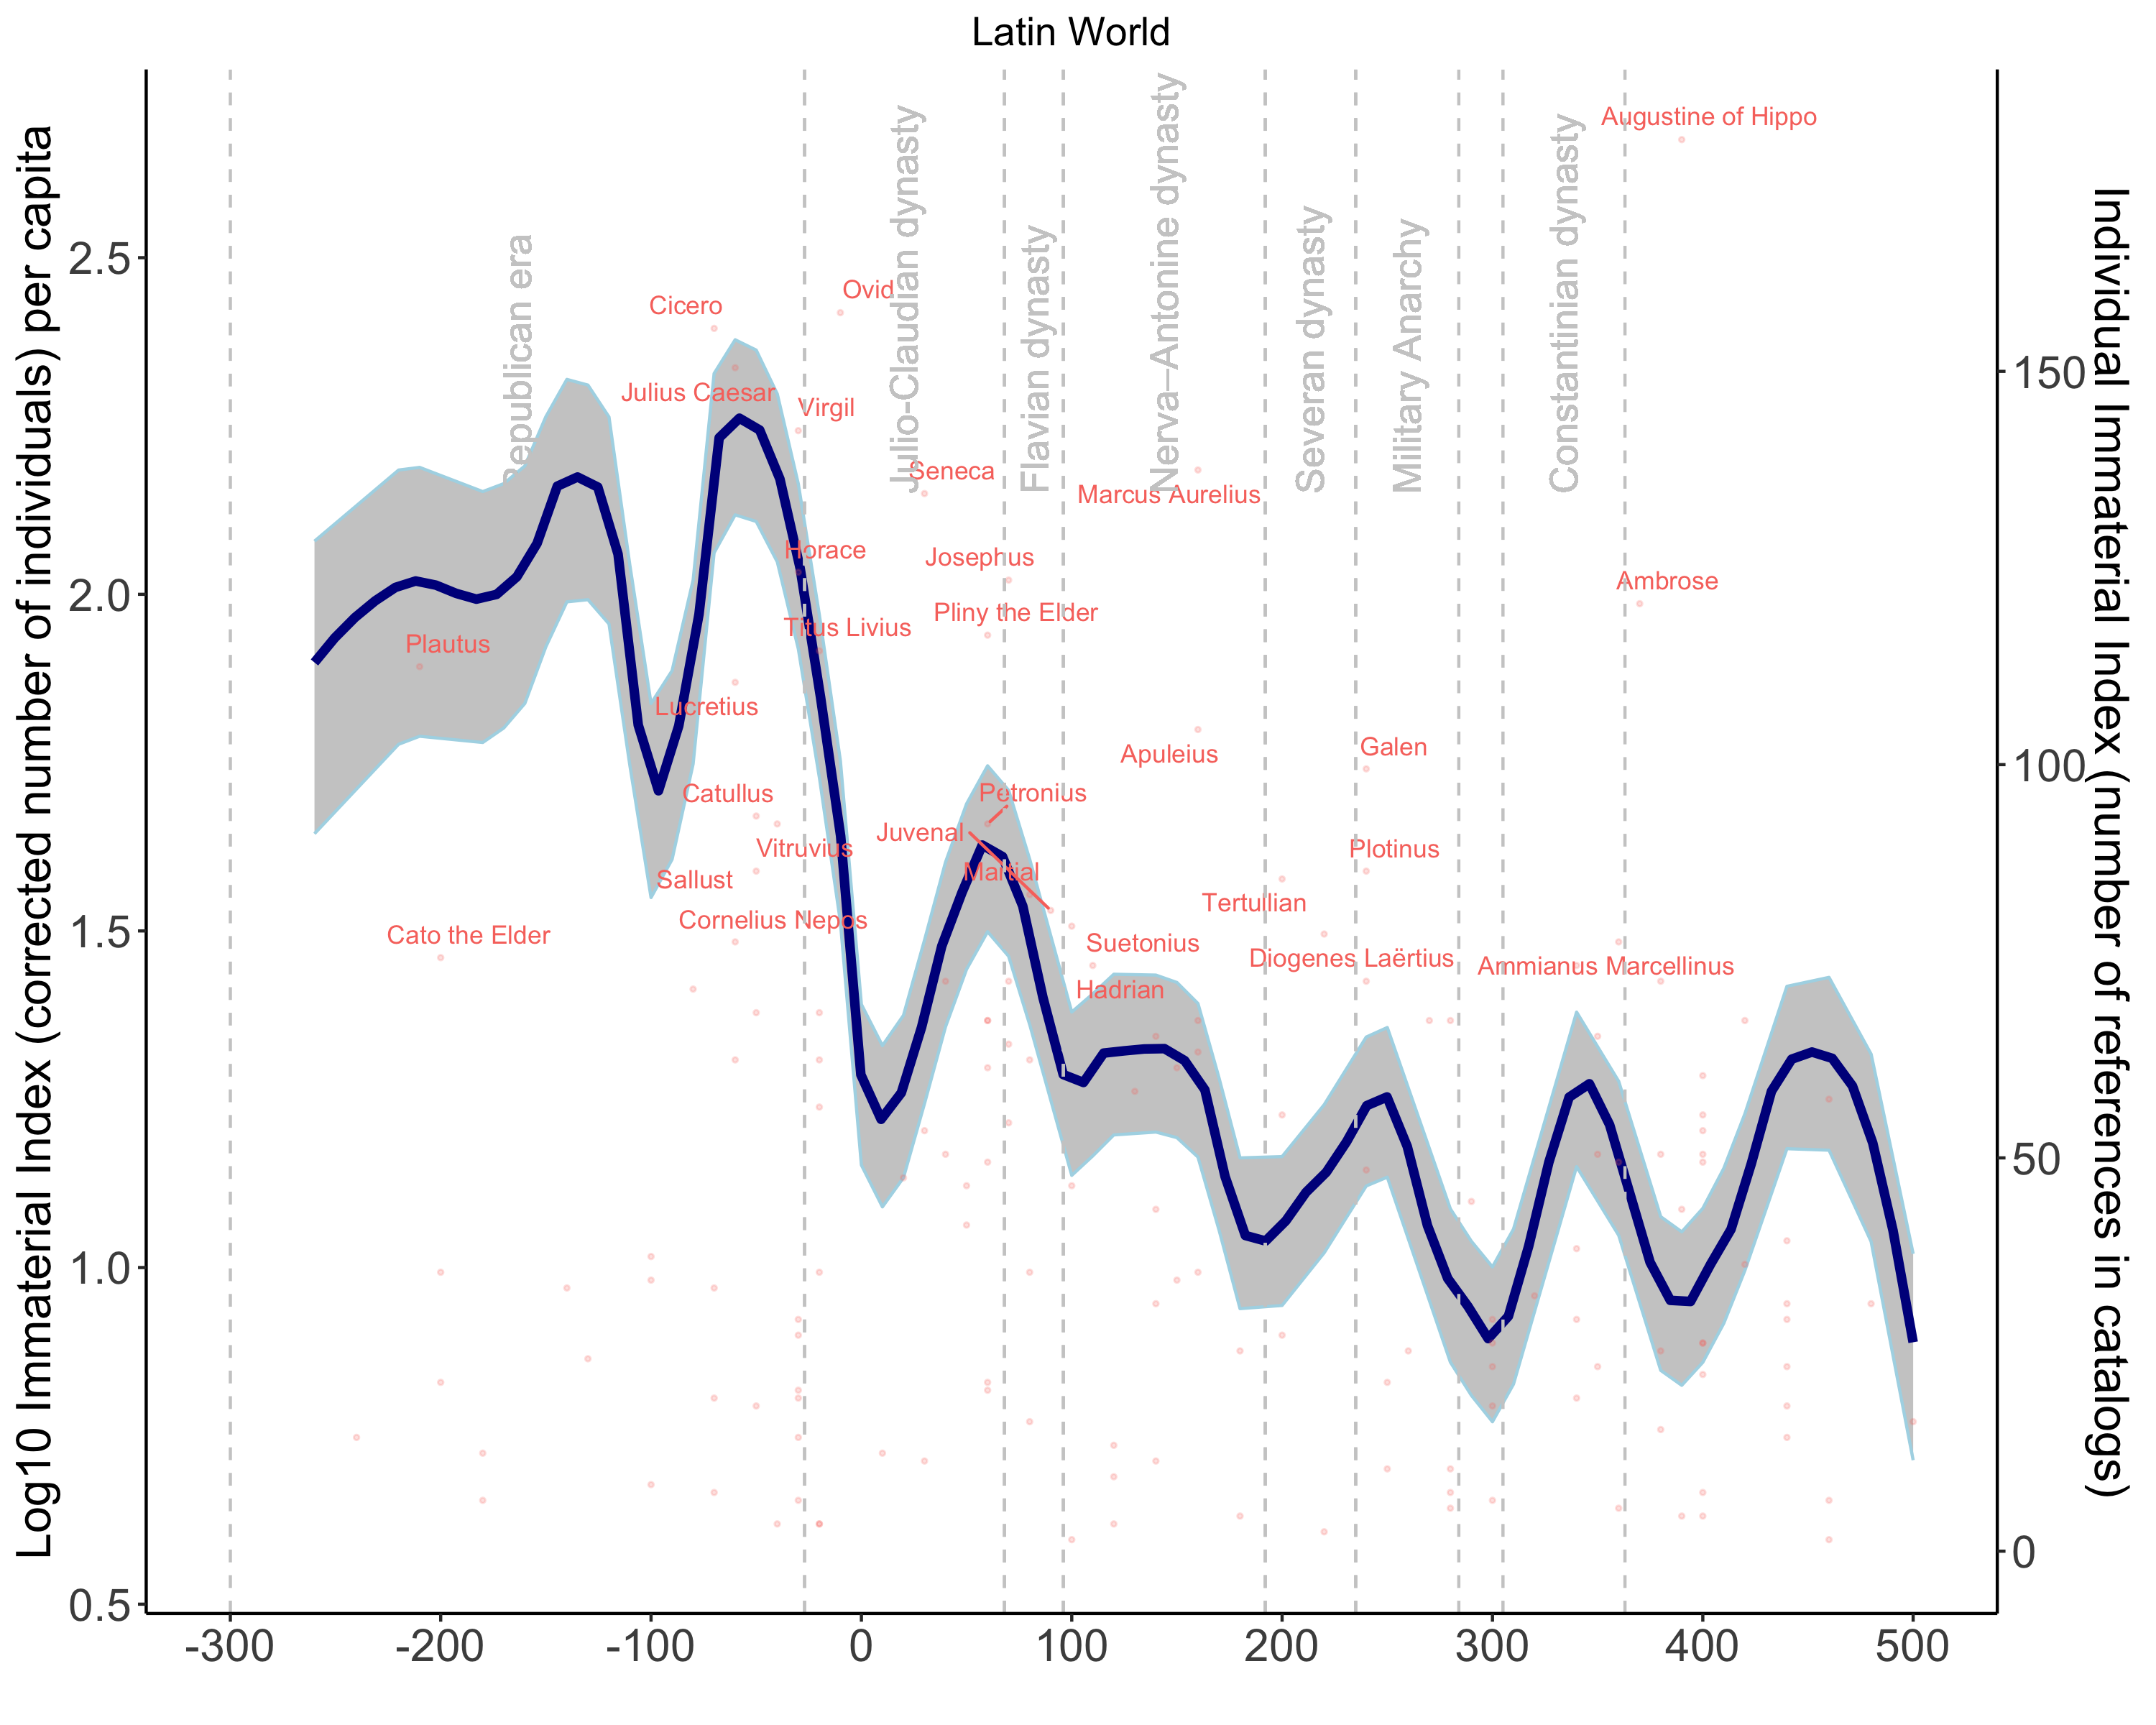 Latin World
Log10 Immaterial Index (corrected number of individuals) per capita
Individual Immaterial Index (number of references in catalogs)
2.5
2.0
1.5
1.0
0.5
150
100
50
0
-300
-200
-100
0
100
200
300
400
500
Republican era
Julio-Claudian dynasty
Flavian dynasty
Nerva–Antonine dynasty
Severan dynasty
Military Anarchy
Constantinian dynasty
Augustine of Hippo
Ovid
Cicero
Julius Caesar
Virgil
Seneca
Marcus Aurelius
Horace
Josephus
Ambrose
Pliny the Elder
Titus Livius
Plautus
Lucretius
Apuleius
Galen
Catullus
Petronius
Juvenal
Vitruvius
Plotinus
Martial
Sallust
Tertullian
Cornelius Nepos
Cato the Elder
Suetonius
Diogenes Laërtius
Ammianus Marcellinus
Hadrian